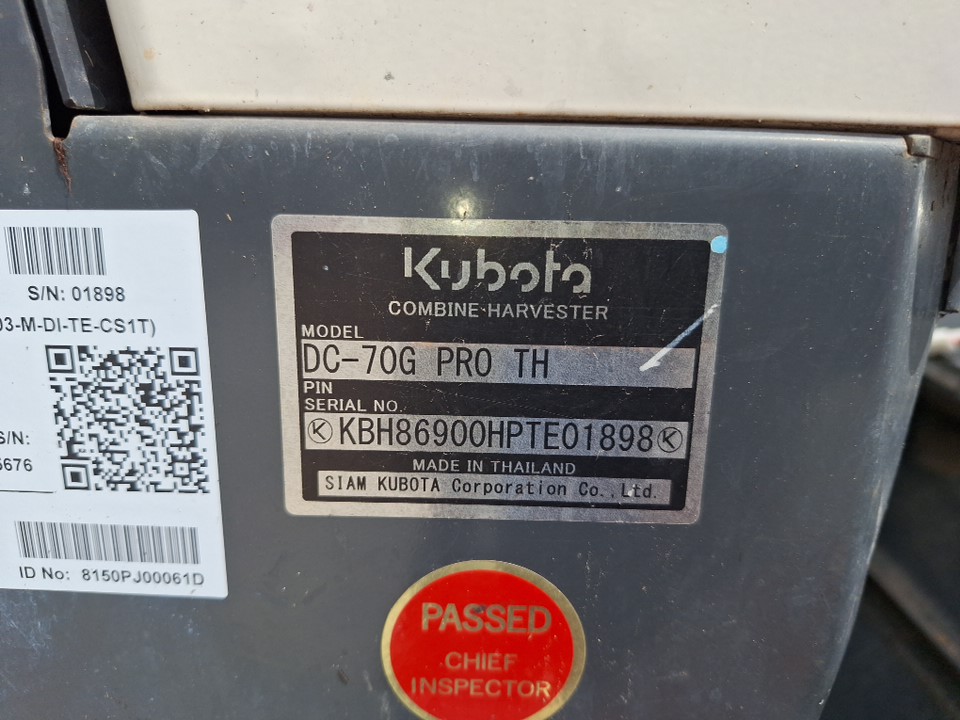 S/N: 01898
03-M-DI-TE-CS1T)
S/N:
5676
ID No: 8150PJ00061D
Kubota
COMBINE HARVESTER
MODEL
DC-70G PRO TH
PIN
SERIAL NO.
KBH86900HPTE01898
MADE IN THAILAND
SIAM KUBOTA Corporation Co.,Ltd.
PASSED
CHIEF
INSPECTOR